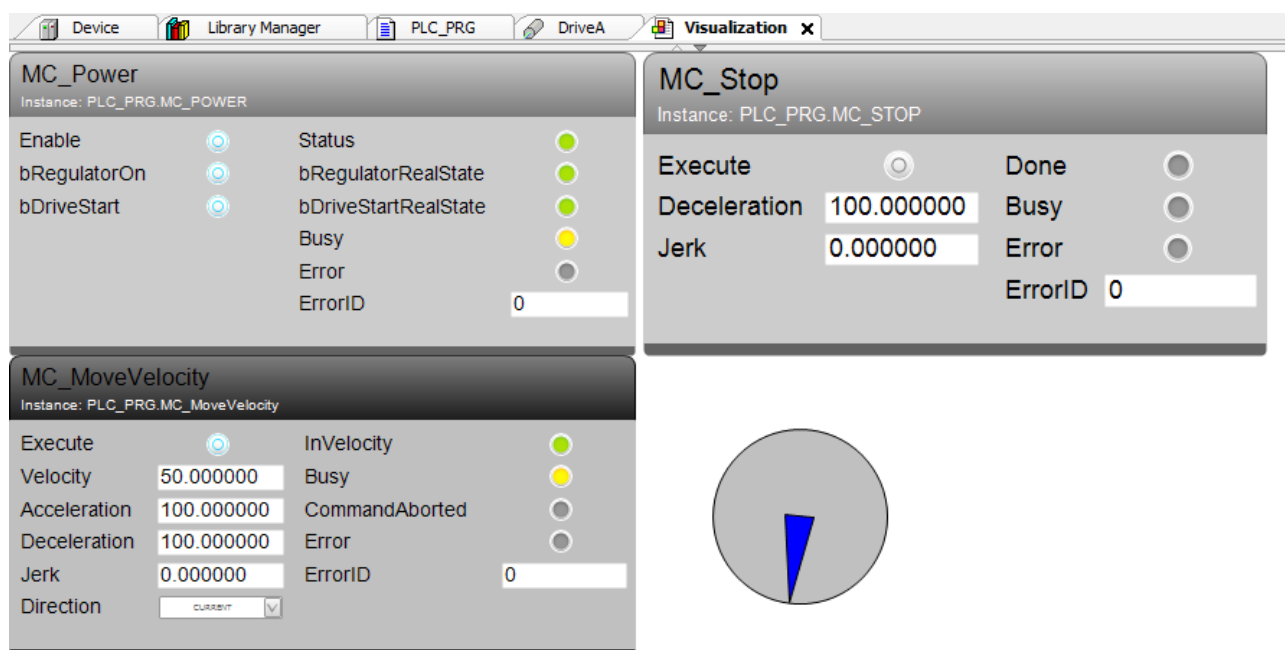 Device Library Manager PLC_PRG DriveA Visualization X
MC_Power
Instance: PLC_PRG.MC_POWER
Enable Status
bRegulatorOn bRegulatorRealState
bDriveStart bDriveStartRealState
Busy
Error
ErrorID 0
MC_Stop
Instance: PLC_PRG.MC_STOP
Execute Done
Deceleration 100.000000 Busy
Jerk 0.000000 Error
ErrorID 0
MC_MoveVelocity
Instance: PLC_PRG.MC_MoveVelocity
Execute InVelocity
Velocity 50.000000 Busy
Acceleration 100.000000 CommandAborted
Deceleration 100.000000 Error
Jerk 0.000000 ErrorID 0
Direction CURRENT